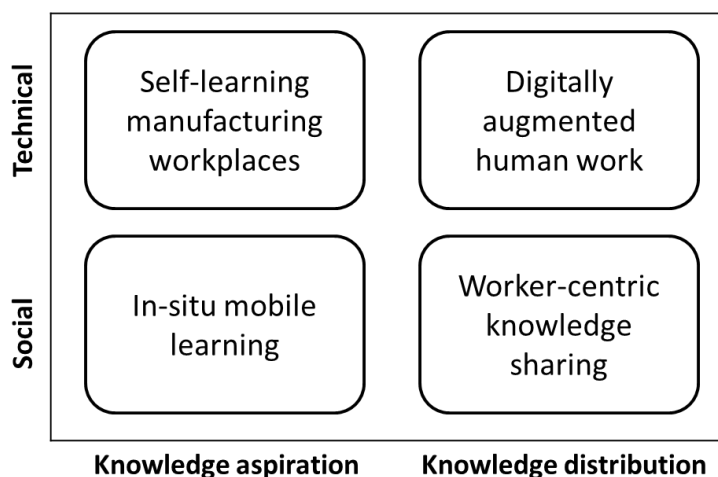 Technical
Self-learning
manufacturing
workplaces
Digitally
augmented
human work
Social
In-situ mobile
learning
Worker-centric
knowledge
sharing
Knowledge aspiration
Knowledge distribution